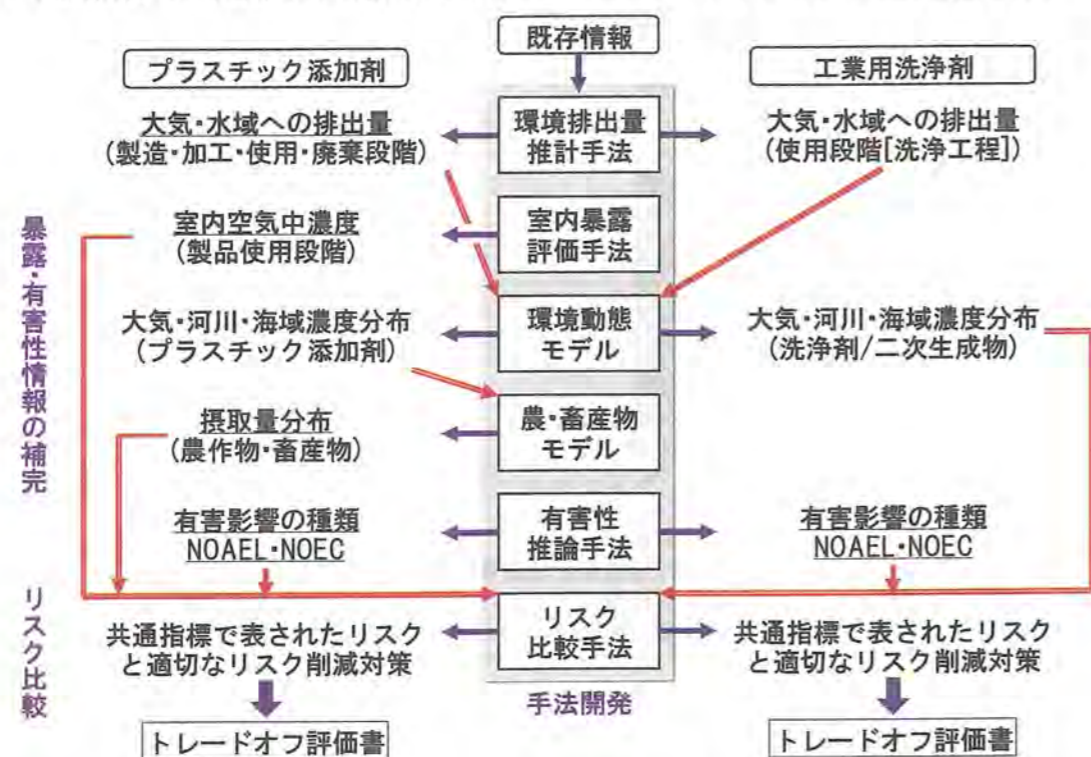 既存情報
プラスチック添加剤
工業用洗浄剤
大気・水域への排出量
(製造・加工・使用・廃棄段階)
環境排出量
推計手法
大気・水域への排出量
(使用段階[洗浄工程])
暴露・有害性情報の補完
室内空気中濃度
(製品使用段階)
室内暴露
評価手法
大気・河川・海域濃度分布
(プラスチック添加剤)
環境動態
モデル
大気・河川・海域濃度分布
(洗浄剤/二次生成物)
摂取量分布
(農作物・畜産物)
農・畜産物
モデル
有害影響の種類
NOAEL・NOEC
有害性
推論手法
有害影響の種類
NOAEL・NOEC
リスク比較
共通指標で表されたリスク
と適切なリスク削減対策
リスク
比較手法
共通指標で表されたリスク
と適切なリスク削減対策
手法開発
トレードオフ評価書
トレードオフ評価書